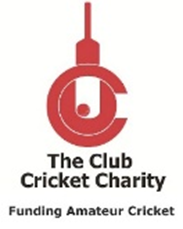 The Club
Cricket Charity
Funding Amateur Cricket